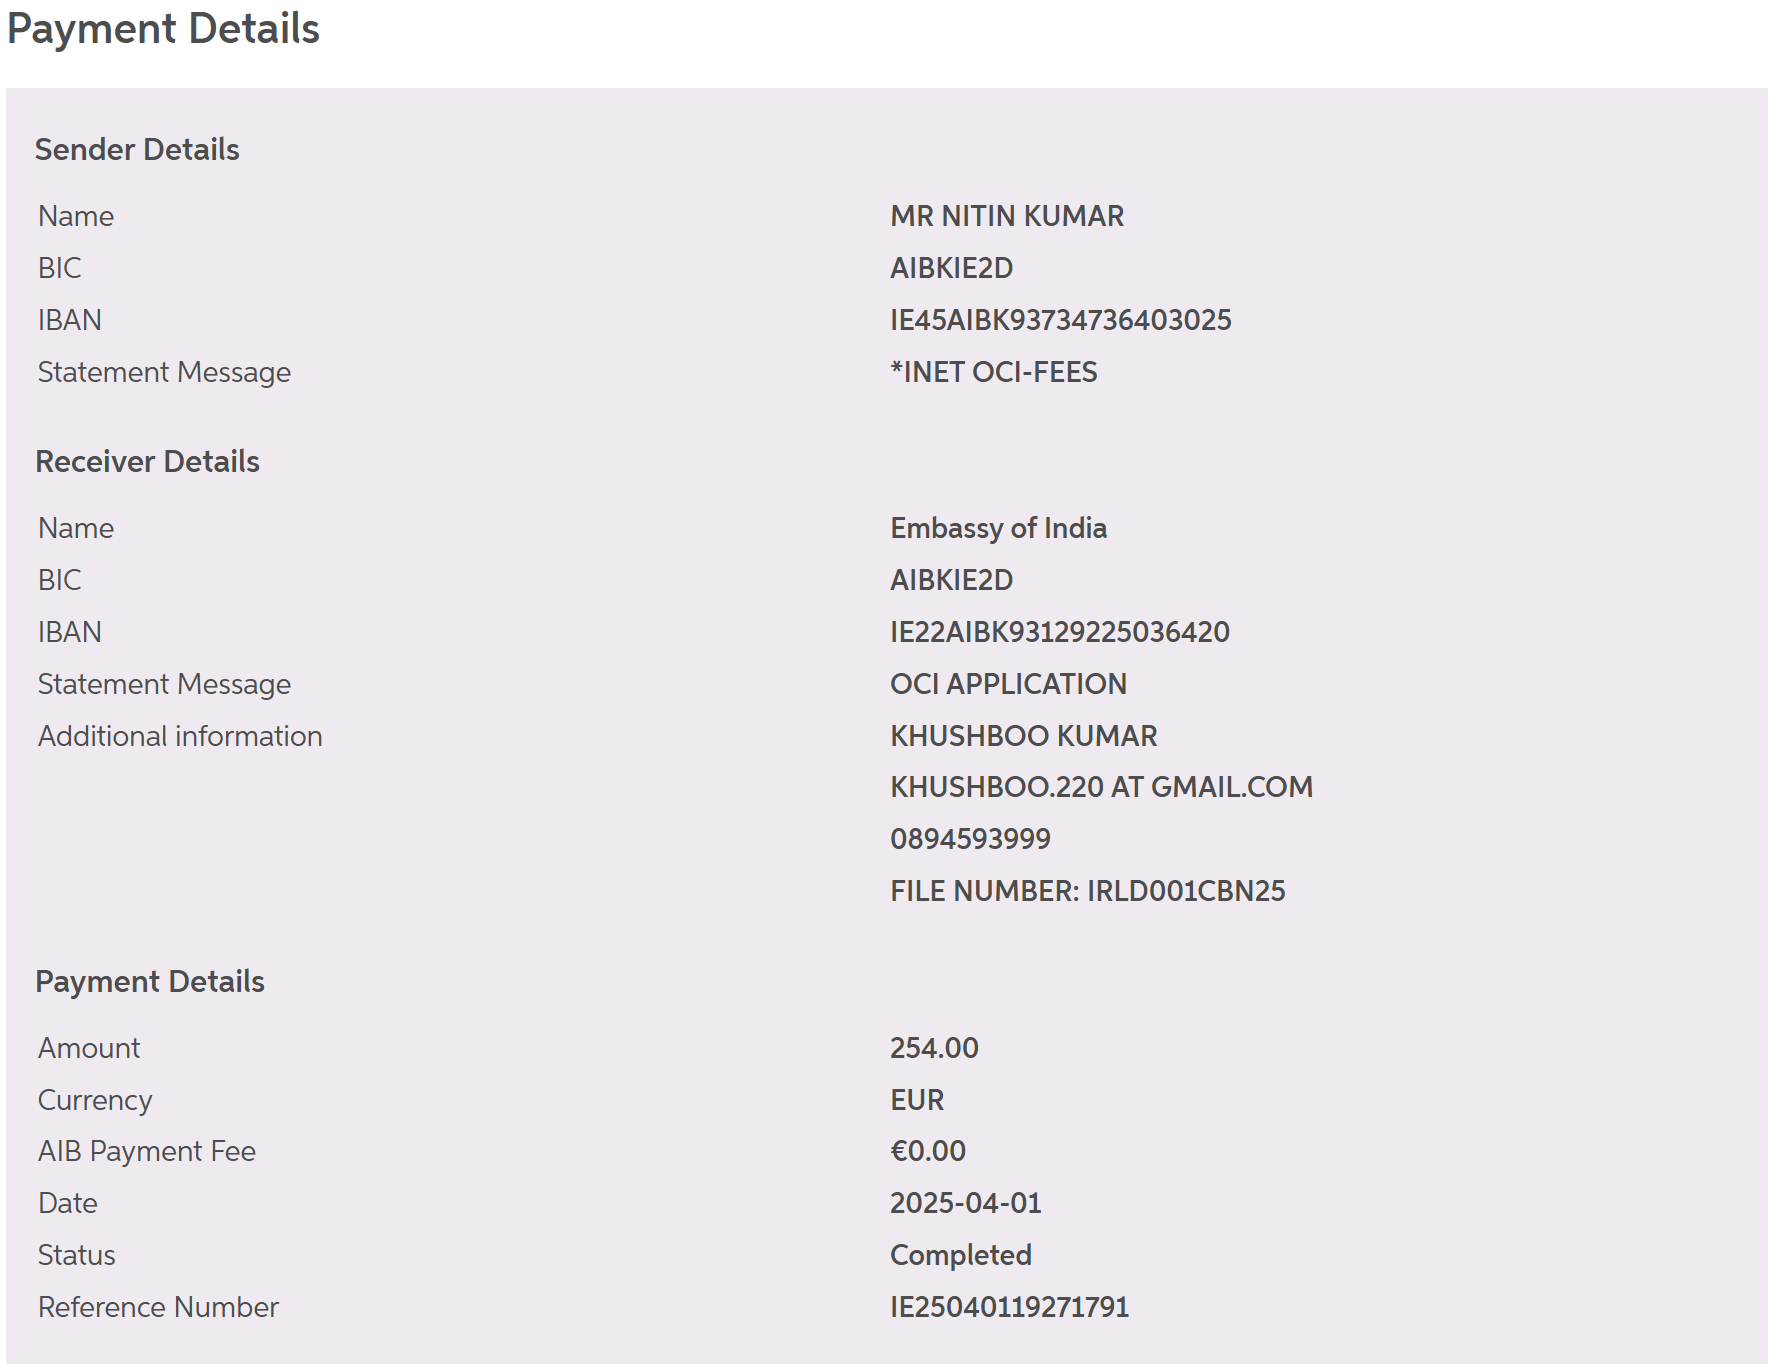 Payment Details
Sender Details
Name MR NITIN KUMAR
BIC AIBKIE2D
IBAN IE45AIBK93734736403025
Statement Message *INET OCI-FEES
Receiver Details
Name Embassy of India
BIC AIBKIE2D
IBAN IE22AIBK93129225036420
Statement Message OCI APPLICATION
Additional information KHUSHBOO KUMAR
KHUSHBOO.220 AT GMAIL.COM
0894593999
FILE NUMBER: IRLD001CBN25
Payment Details
Amount 254.00
Currency EUR
AIB Payment Fee €0.00
Date 2025-04-01
Status Completed
Reference Number IE25040119271791